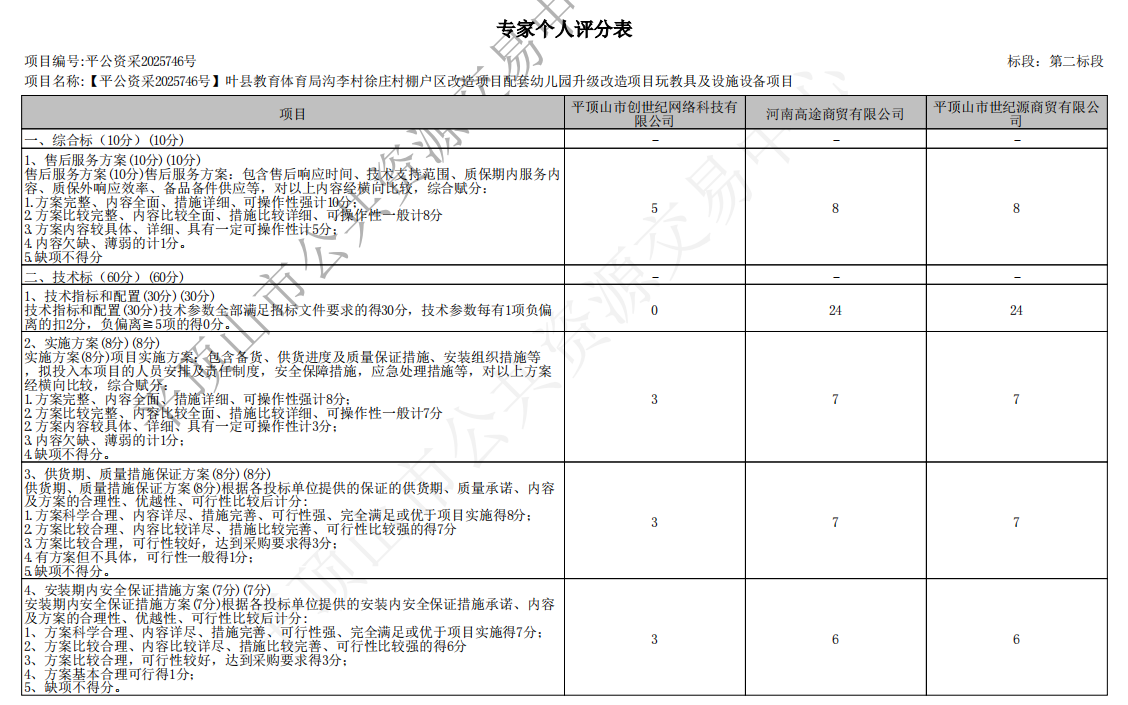 专家个人评分表
项目编号:平公资采2025746号
标段: 第二标段
项目名称:【平公资采2025746号】叶县教育体育局沟李村徐庄村棚户区改造项目配套幼儿园升级改造项目玩教具及设施设备项目
项目
平顶山市创世纪网络科技有
限公司
河南高途商贸有限公司
平顶山市世纪源商贸有限公
司
一、综合标（10分）(10分)
–
–
–
1、售后服务方案(10分)(10分)
售后服务方案(10分)售后服务方案: 包含售后响应时间、技术支持范围、质保期内服务内
容、质保外响应效率、备品备件供应等, 对以上内容经横向比较, 综合赋分:
1.方案完整、内容全面、措施详细、可操作性强计10分;
2.方案比较完整、内容比较全面、措施比较详细、可操作性一般计8分
3.方案内容较具体、详细、具有一定可操作性计5分;
4.内容欠缺、薄弱的计1分。
5.缺项不得分
5
8
8
二、技术标（60分）(60分)
–
–
–
1、技术指标和配置(30分)(30分)
技术指标和配置(30分)技术参数全部满足招标文件要求的得30分, 技术参数每有1项负偏
离的扣2分, 负偏离≧5项的得0分。
0
24
24
2、实施方案(8分)(8分)
实施方案(8分)项目实施方案: 包含备货、供货进度及质量保证措施、安装组织措施等
, 拟投入本项目的人员安排及责任制度, 安全保障措施, 应急处理措施等, 对以上方案
经横向比较, 综合赋分:
1.方案完整、内容全面、措施详细、可操作性强计8分;
2.方案比较完整、内容比较全面、措施比较详细、可操作性一般计7分
2.方案内容较具体、详细、具有一定可操作性计3分;
3.内容欠缺、薄弱的计1分;
4.缺项不得分。
3
7
7
3、供货期、质量措施保证方案(8分)(8分)
供货期、质量措施保证方案(8分)根据各投标单位提供的保证的供货期、质量承诺、内容
及方案的合理性、优越性、可行性比较后计分:
1.方案科学合理、内容详尽、措施完善、可行性强、完全满足或优于项目实施得8分;
2.方案比较合理、内容比较详尽、措施比较完善、可行性比较强的得7分
3.方案比较合理, 可行性较好, 达到采购要求得3分;
4.有方案但不具体, 可行性一般得1分;
5.缺项不得分。
3
7
7
4、安装期内安全保证措施方案(7分)(7分)
安装期内安全保证措施方案(7分)根据各投标单位提供的安装内安全保证措施承诺、内容
及方案的合理性、优越性、可行性比较后计分:
1、方案科学合理、内容详尽、措施完善、可行性强、完全满足或优于项目实施得7分;
2、方案比较合理、内容比较详尽、措施比较完善、可行性比较强的得6分
3、方案比较合理, 可行性较好, 达到采购要求得3分;
4、方案基本合理可行得1分;
5、缺项不得分。
3
6
6
平顶山市公共资源交易中
顶山市公共资源交易中心